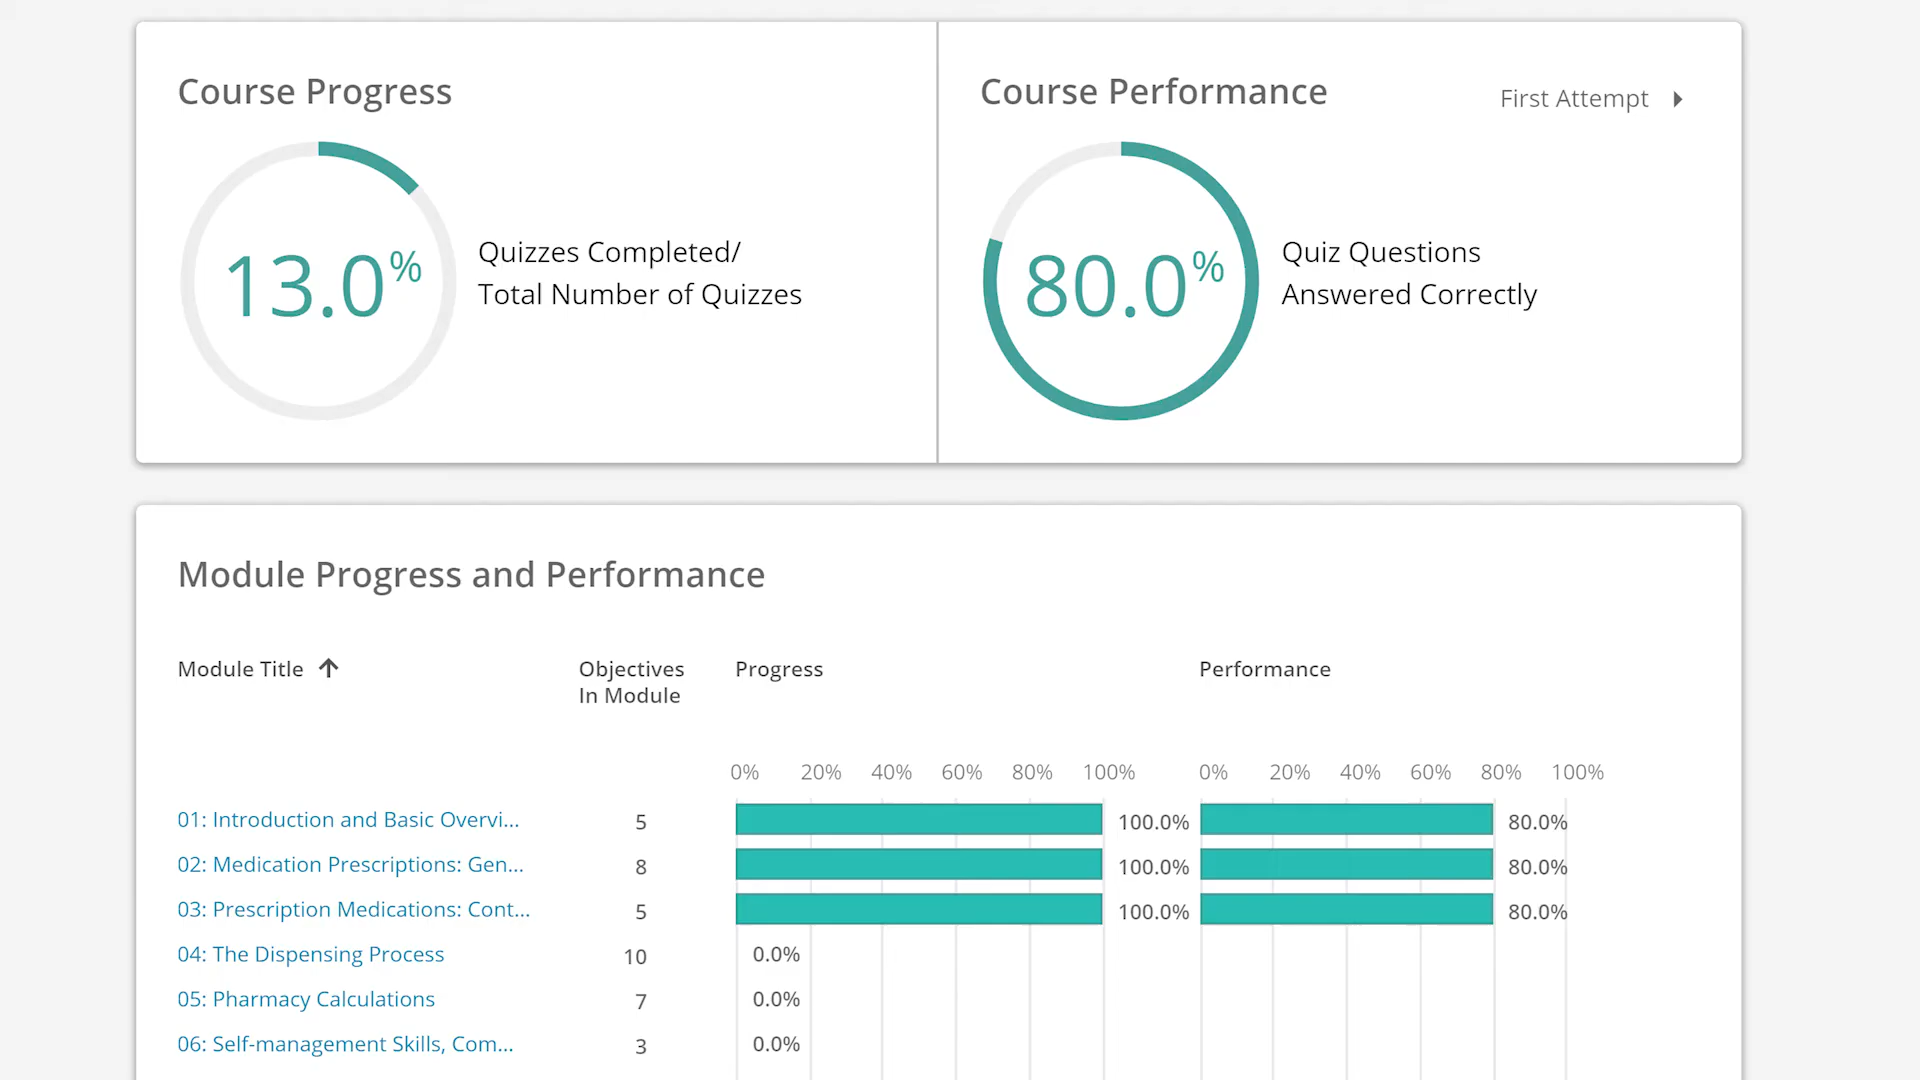 Course Progress
13.0%
Quizzes Completed/
Total Number of Quizzes
Course Performance
First Attempt
80.0%
Quiz Questions
Answered Correctly
Module Progress and Performance
Module Title Objectives In Module Progress Performance
0% 20% 40% 60% 80% 100% 0% 20% 40% 60% 80% 100%
01: Introduction and Basic Overvi... 5 100.0% 80.0%
02: Medication Prescriptions: Gen... 8 100.0% 80.0%
03: Prescription Medications: Cont... 5 100.0% 80.0%
04: The Dispensing Process 10 0.0%
05: Pharmacy Calculations 7 0.0%
06: Self-management Skills, Com... 3 0.0%